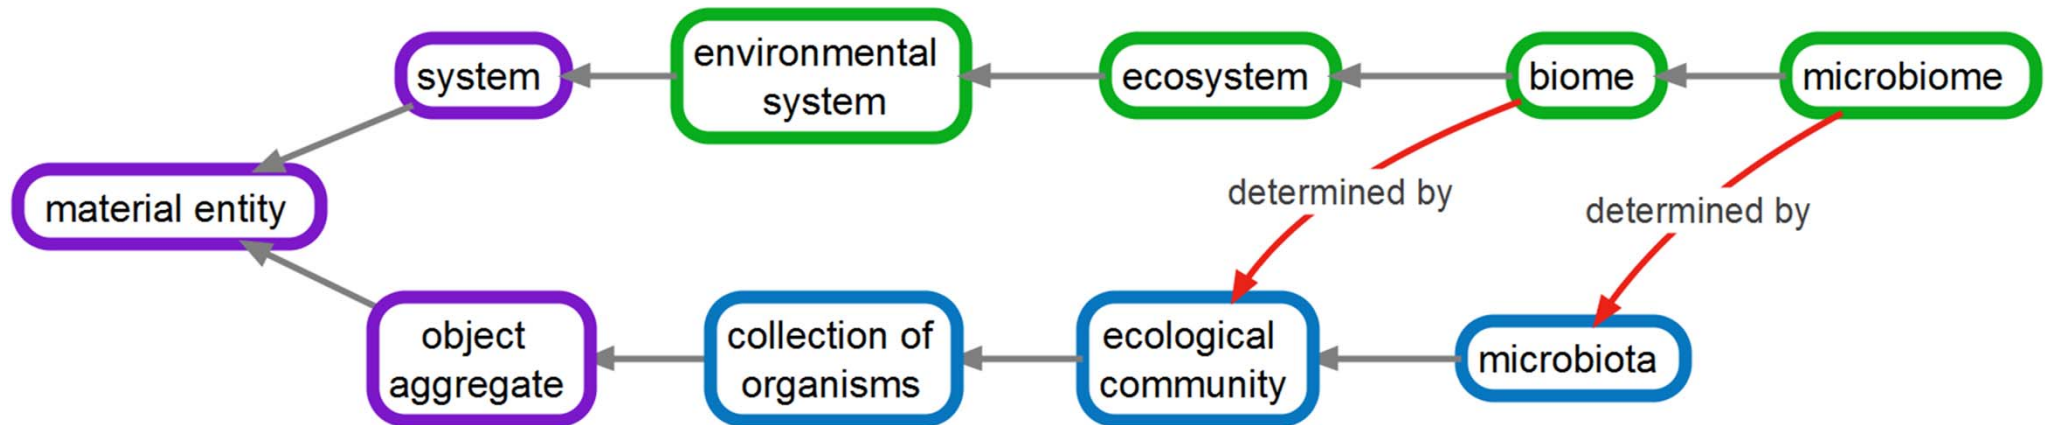 environmental
system
system
ecosystem
biome
microbiome
material entity
determined by
determined by
object
aggregate
collection of
organisms
ecological
community
microbiota